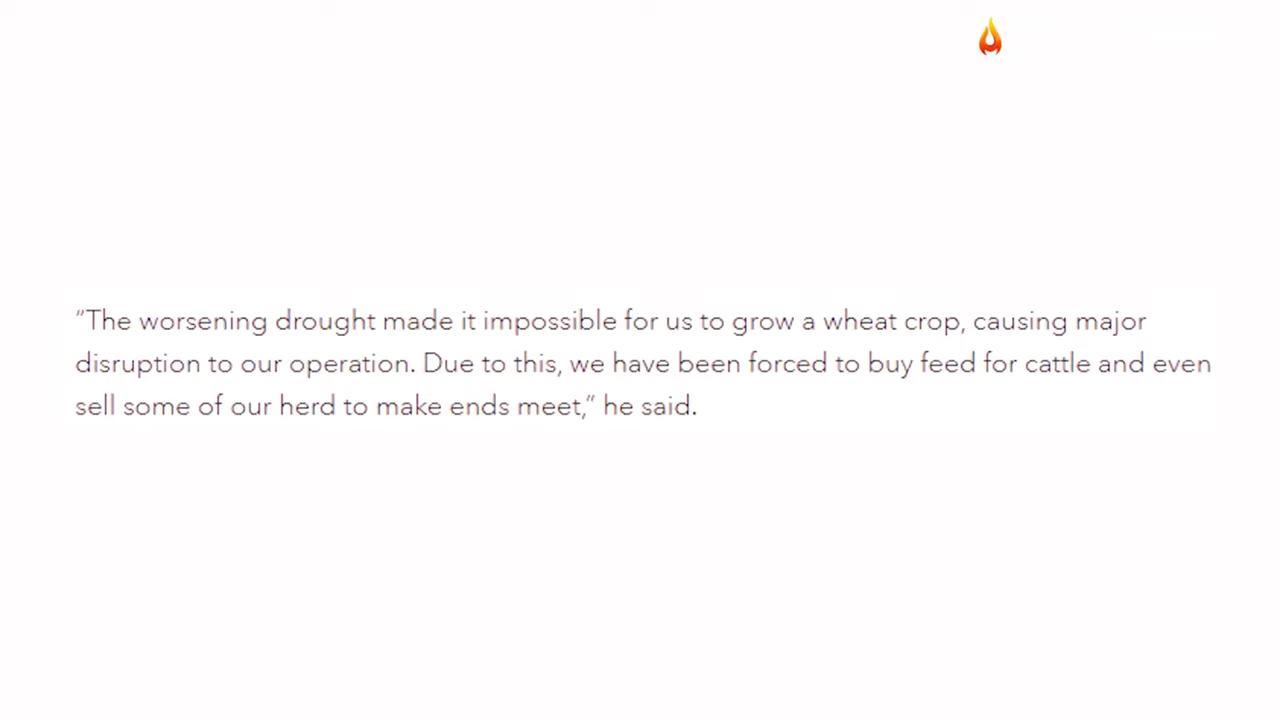 "The worsening drought made it impossible for us to grow a wheat crop, causing major
disruption to our operation. Due to this, we have been forced to buy feed for cattle and even
sell some of our herd to make ends meet," he said.